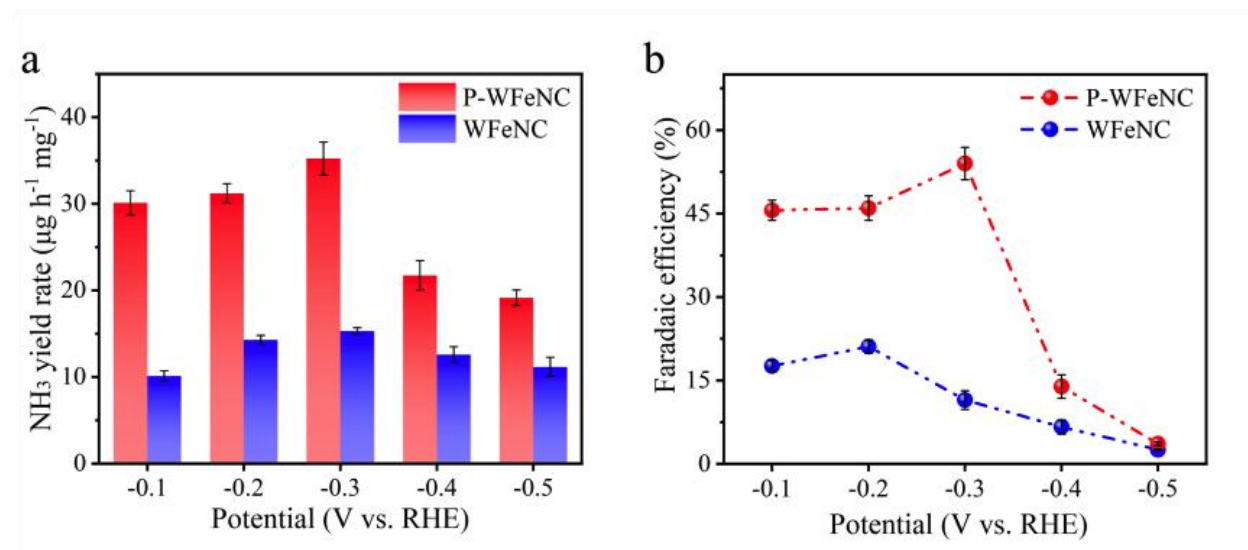 a
P-WFeNC
WFeNC
NH₃ yield rate (μg h⁻¹ mg⁻¹)
40
30
20
10
0
-0.1 -0.2 -0.3 -0.4 -0.5
Potential (V vs. RHE)
b
P-WFeNC
WFeNC
Faradaic efficiency (%)
60
45
30
15
0
-0.1 -0.2 -0.3 -0.4 -0.5
Potential (V vs. RHE)